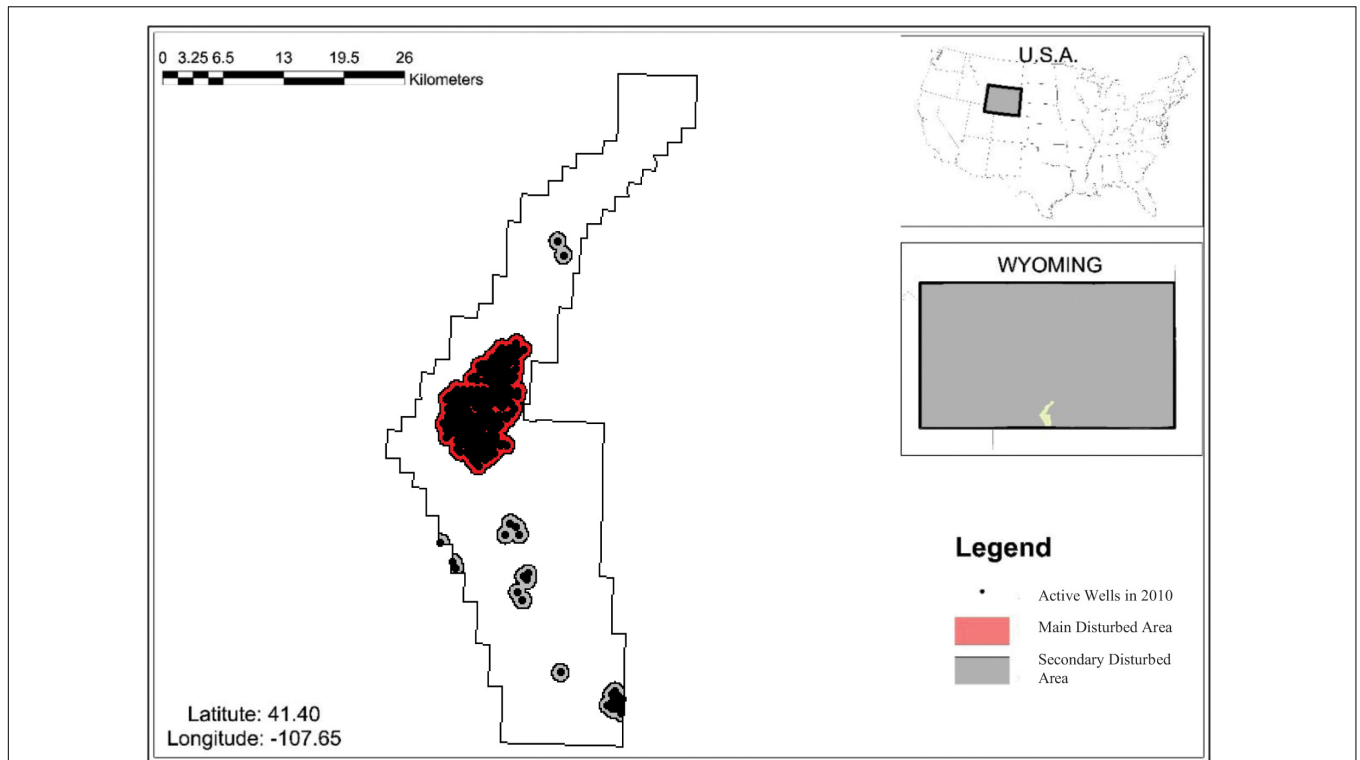 0 3.25 6.5 13 19.5 26
Kilometers
U.S.A.
WYOMING
Legend
Active Wells in 2010
Main Disturbed Area
Secondary Disturbed
Area
Latitute: 41.40
Longitude: -107.65